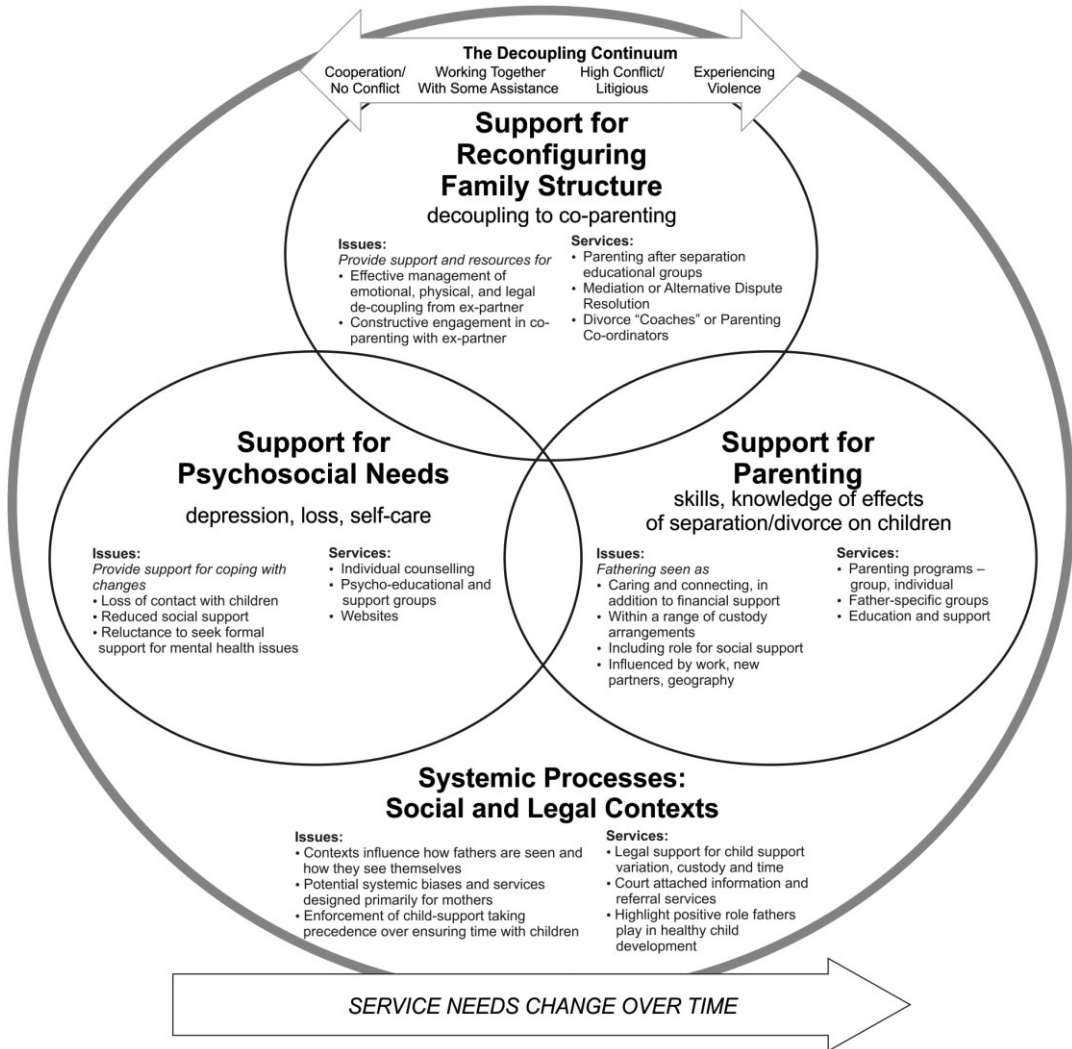 The Decoupling Continuum
Cooperation/
No Conflict
Working Together
With Some Assistance
High Conflict/
Litigious
Experiencing
Violence
Support for
Reconfiguring
Family Structure
decoupling to co-parenting
Issues:
Provide support and resources for
• Effective management of
emotional, physical, and legal
de-coupling from ex-partner
• Constructive engagement in co-
parenting with ex-partner
Services:
• Parenting after separation
educational groups
• Mediation or Alternative Dispute
Resolution
• Divorce “Coaches” or Parenting
Co-ordinators
Support for
Psychosocial Needs
depression, loss, self-care
Issues:
Provide support for coping with
changes
• Loss of contact with children
• Reduced social support
• Reluctance to seek formal
support for mental health issues
Services:
• Individual counselling
• Psycho-educational and
support groups
• Websites
Support for
Parenting
skills, knowledge of effects
of separation/divorce on children
Issues:
Fathering seen as
• Caring and connecting, in
addition to financial support
• Within a range of custody
arrangements
• Including role for social support
• Influenced by work, new
partners, geography
Services:
• Parenting programs –
group, individual
• Father-specific groups
• Education and support
Systemic Processes:
Social and Legal Contexts
Issues:
• Contexts influence how fathers are seen and
how they see themselves
• Potential systemic biases and services
designed primarily for mothers
• Enforcement of child-support taking
precedence over ensuring time with children
Services:
• Legal support for child support
variation, custody and time
• Court attached information and
referral services
• Highlight positive role fathers
play in healthy child
development
SERVICE NEEDS CHANGE OVER TIME